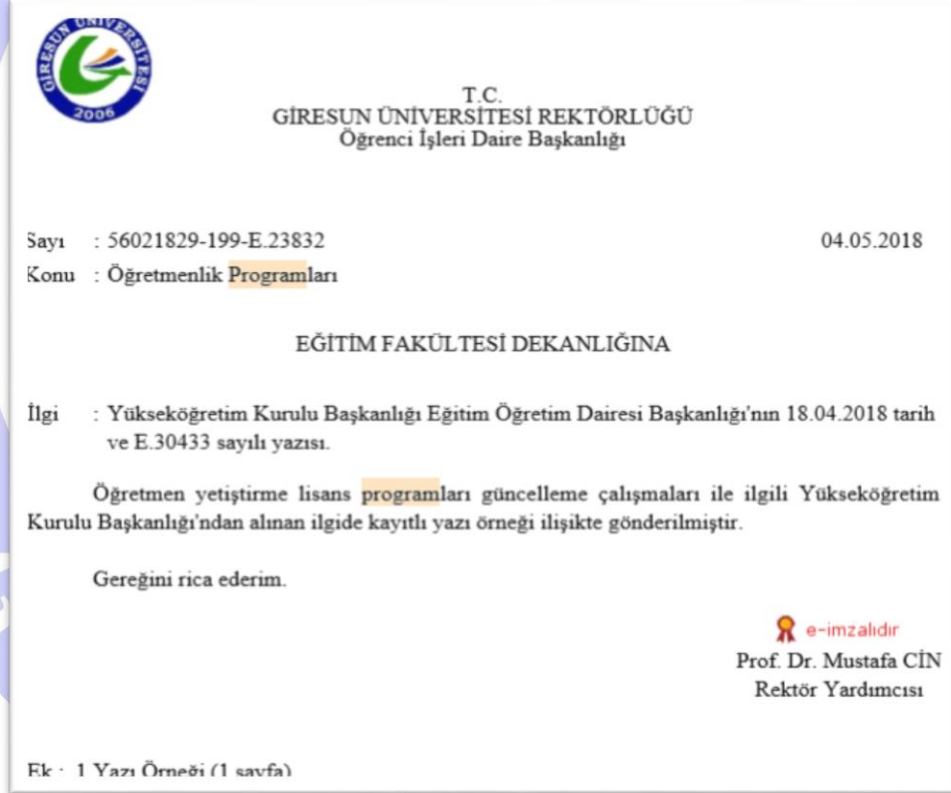 GİRESUN ÜNİVERSİTESİ
2006
T.C.
GİRESUN ÜNİVERSİTESİ REKTÖRLÜĞÜ
Öğrenci İşleri Daire Başkanlığı
Sayı : 56021829-199-E.23832 04.05.2018
Konu : Öğretmenlik Programları
EĞİTİM FAKÜLTESİ DEKANLIĞINA
İlgi : Yükseköğretim Kurulu Başkanlığı Eğitim Öğretim Dairesi Başkanlığı'nın 18.04.2018 tarih
ve E.30433 sayılı yazısı.
Öğretmen yetiştirme lisans programları güncelleme çalışmaları ile ilgili Yükseköğretim
Kurulu Başkanlığı'ndan alınan ilgide kayıtlı yazı örneği ilişikte gönderilmiştir.
Gereğini rica ederim.
e-imzalıdır
Prof. Dr. Mustafa CİN
Rektör Yardımcısı
Ek : 1 Yazı Örneği (1 sayfa)